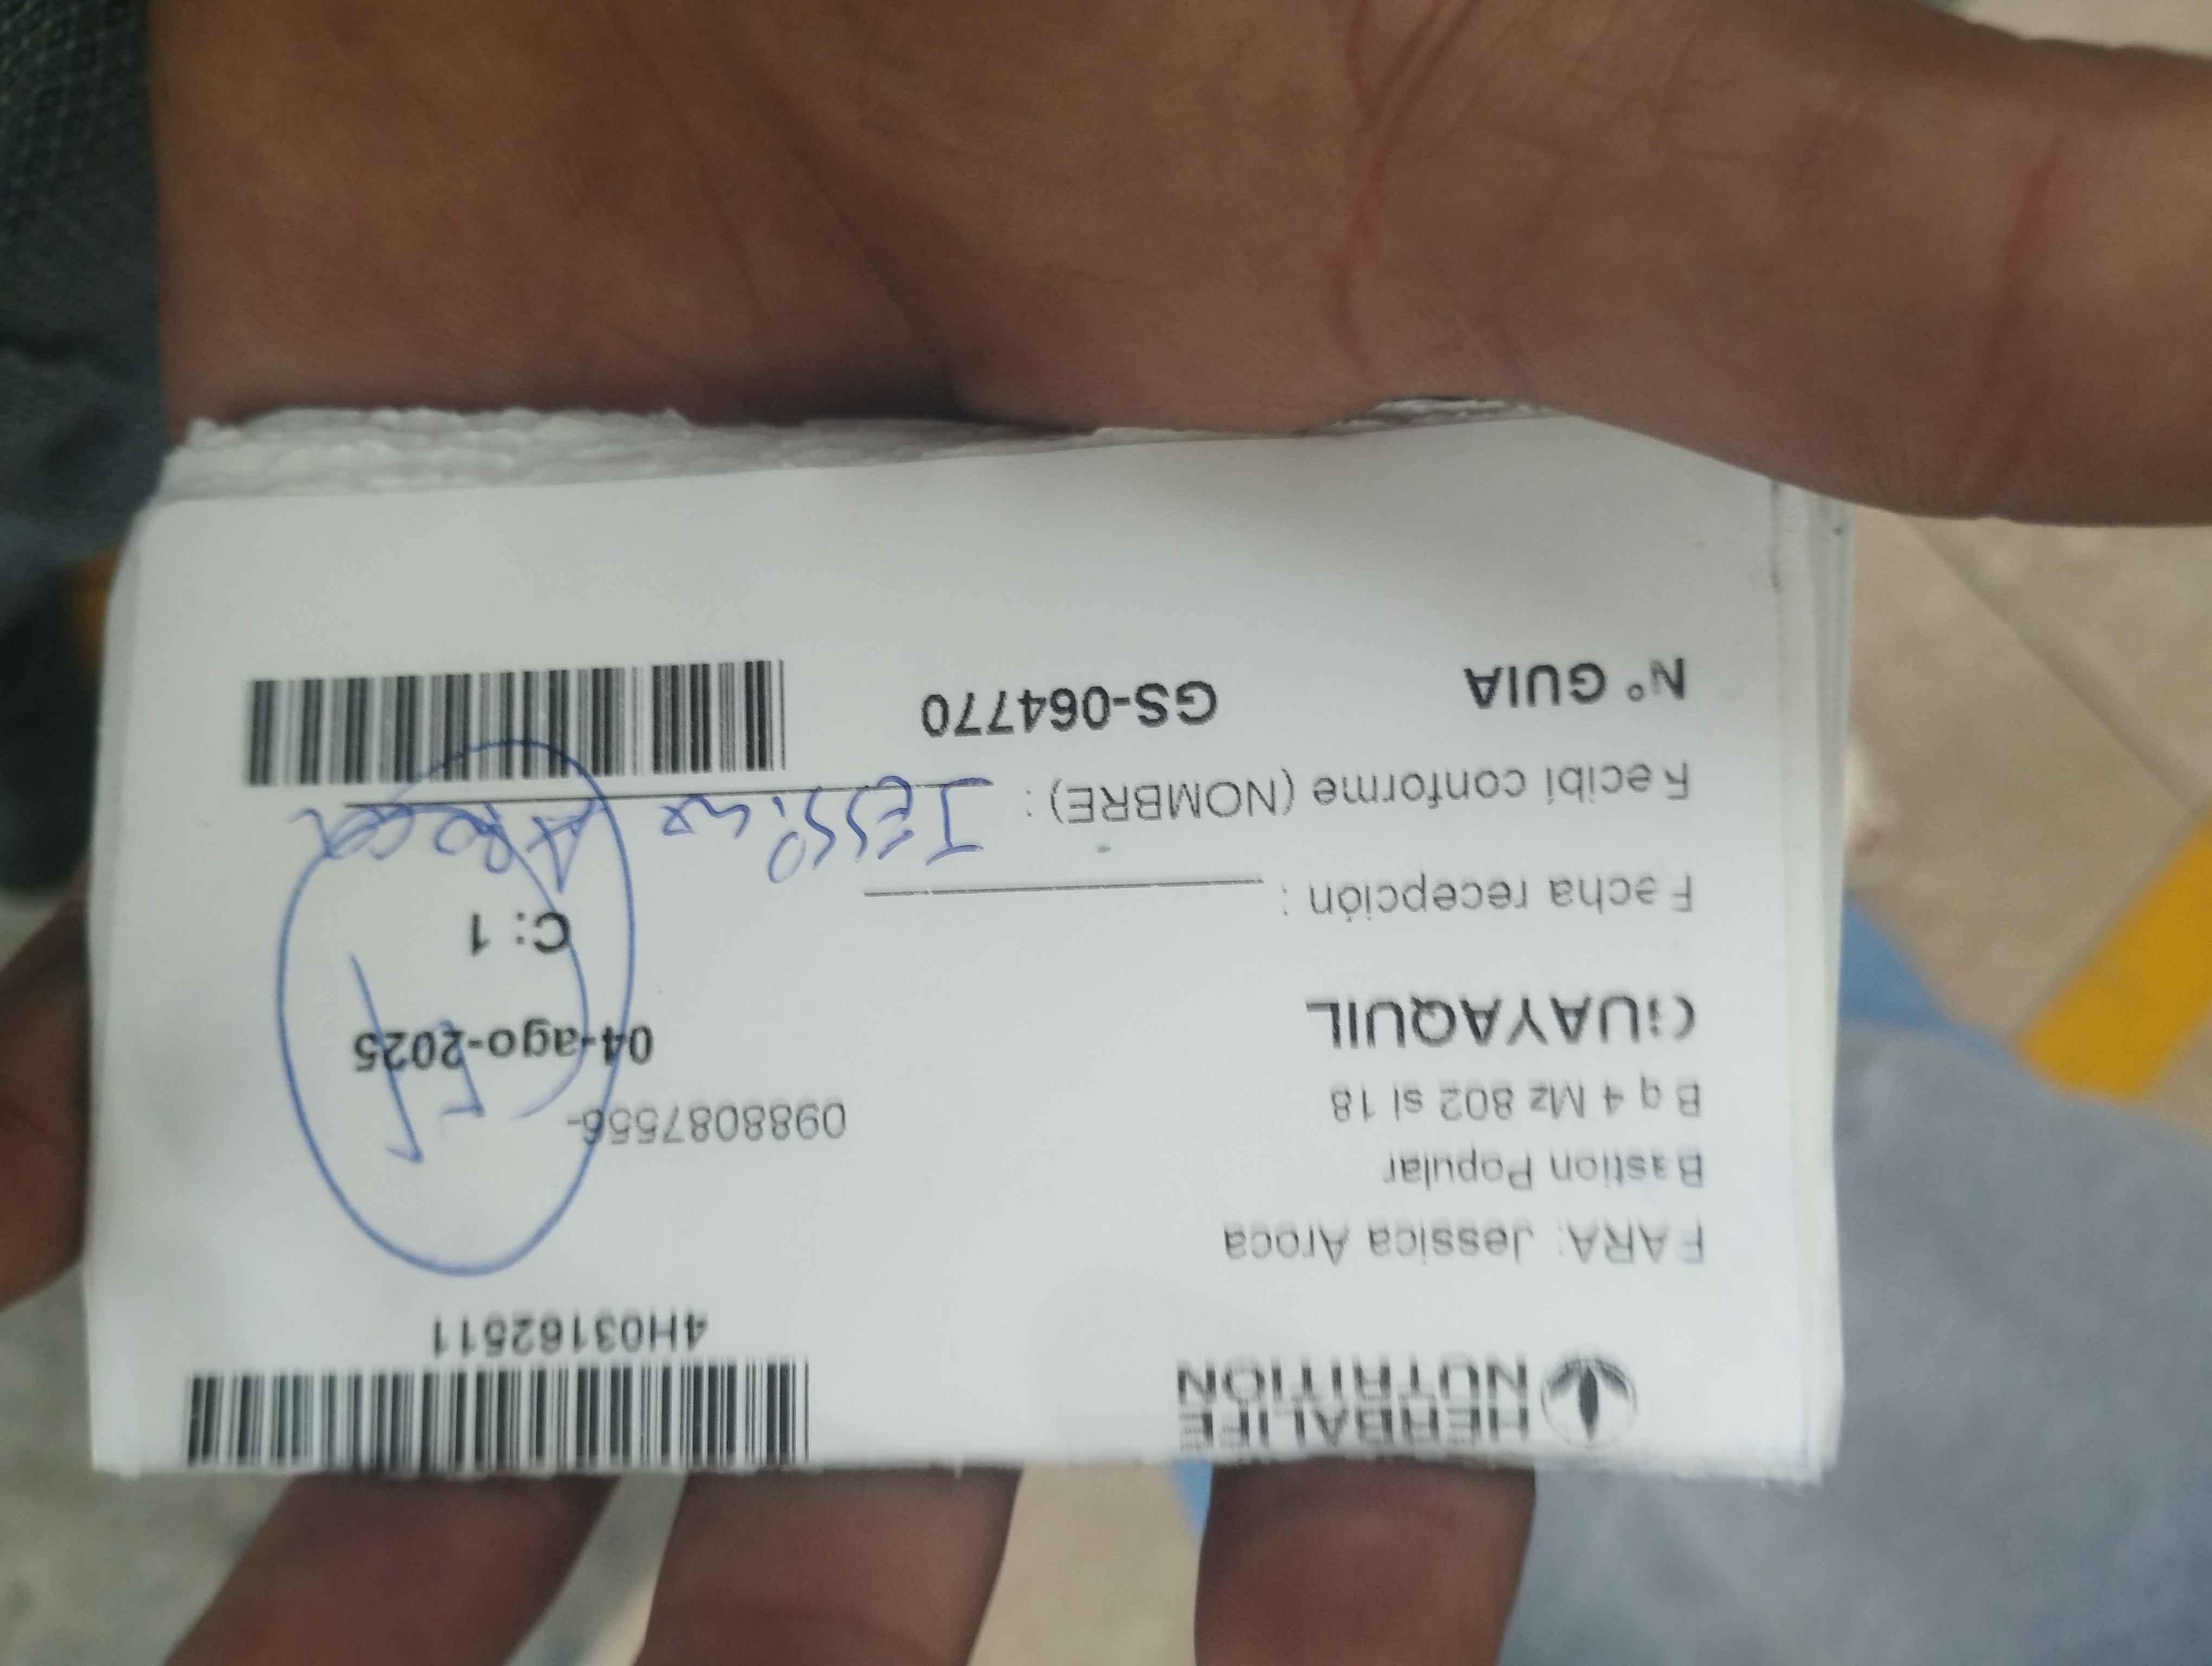 HERBALIFE
NUTRITION
4H03162511
PARA: Jessica Aroca
Bastion Popular
B q 4 Mz 802 sl 18
0988087556-
GUAYAQUIL
04-ago-2025
C: 1
Fecha recepción :
Recibí conforme (NOMBRE) : JESSica AROCA
N° GUIA GS-064770